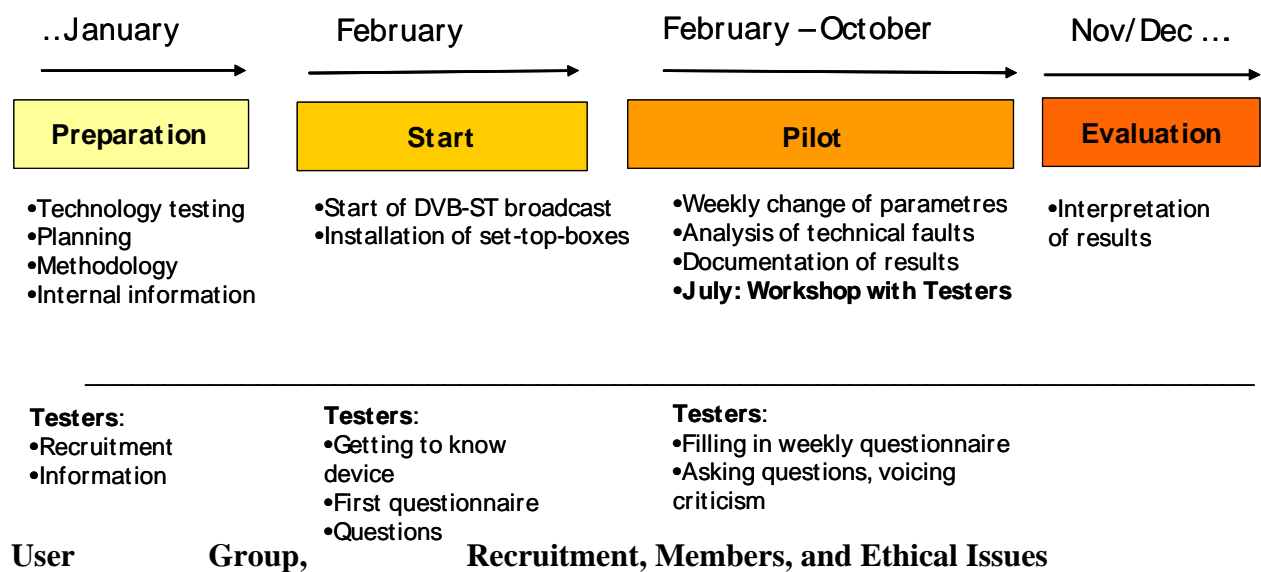 ..January
February
February – October
Nov/Dec ...
Preparation
Start
Pilot
Evaluation
•Technology testing
•Planning
•Methodology
•Internal information
•Start of DVB-ST broadcast
•Installation of set-top-boxes
•Weekly change of parametres
•Analysis of technical faults
•Documentation of results
•July: Workshop with Testers
•Interpretation
of results
Testers:
•Recruitment
•Information
Testers:
•Getting to know
device
•First questionnaire
•Questions
Testers:
•Filling in weekly questionnaire
•Asking questions, voicing
criticism
User Group, Recruitment, Members, and Ethical Issues